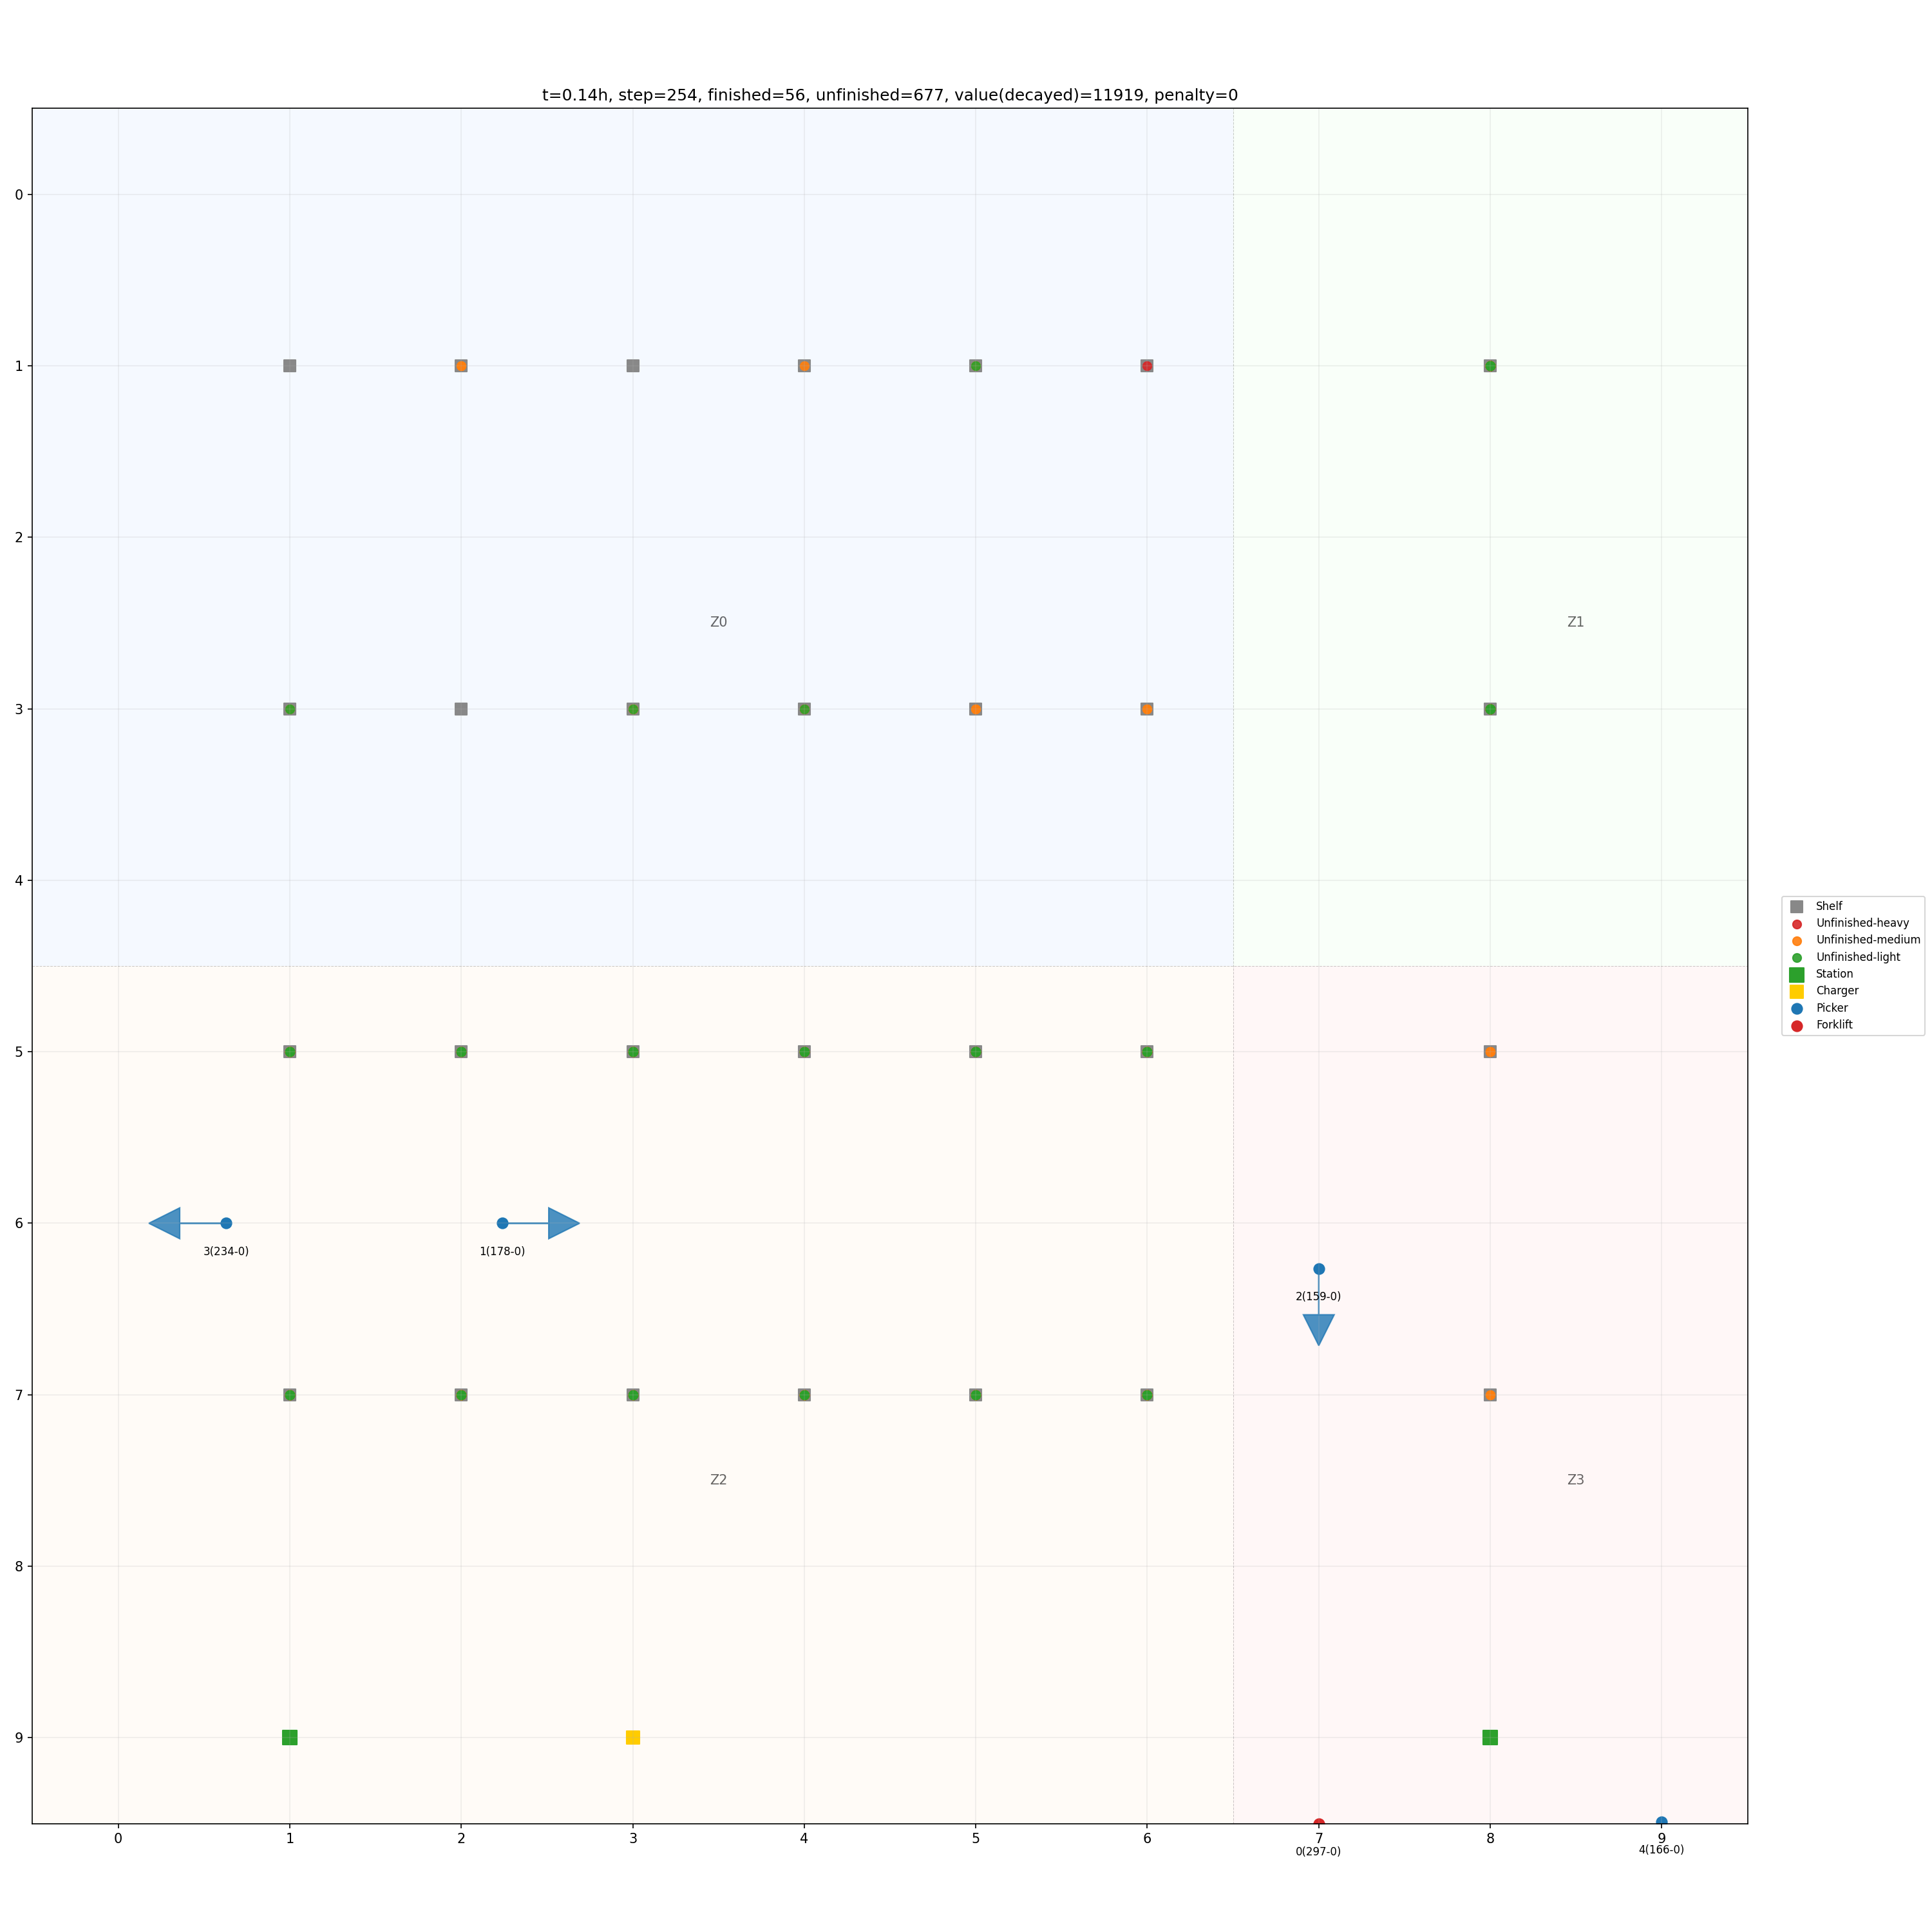 t=0.14h, step=254, finished=56, unfinished=677, value(decayed)=11919, penalty=0
0
1
2
Z0
Z1
3
4
Shelf
Unfinished-heavy
Unfinished-medium
Unfinished-light
Station
Charger
Picker
Forklift
5
6
3(234-0)
1(178-0)
2(159-0)
7
Z2
Z3
8
9
0 1 2 3 4 5 6 7 8 9
0(297-0)
4(166-0)